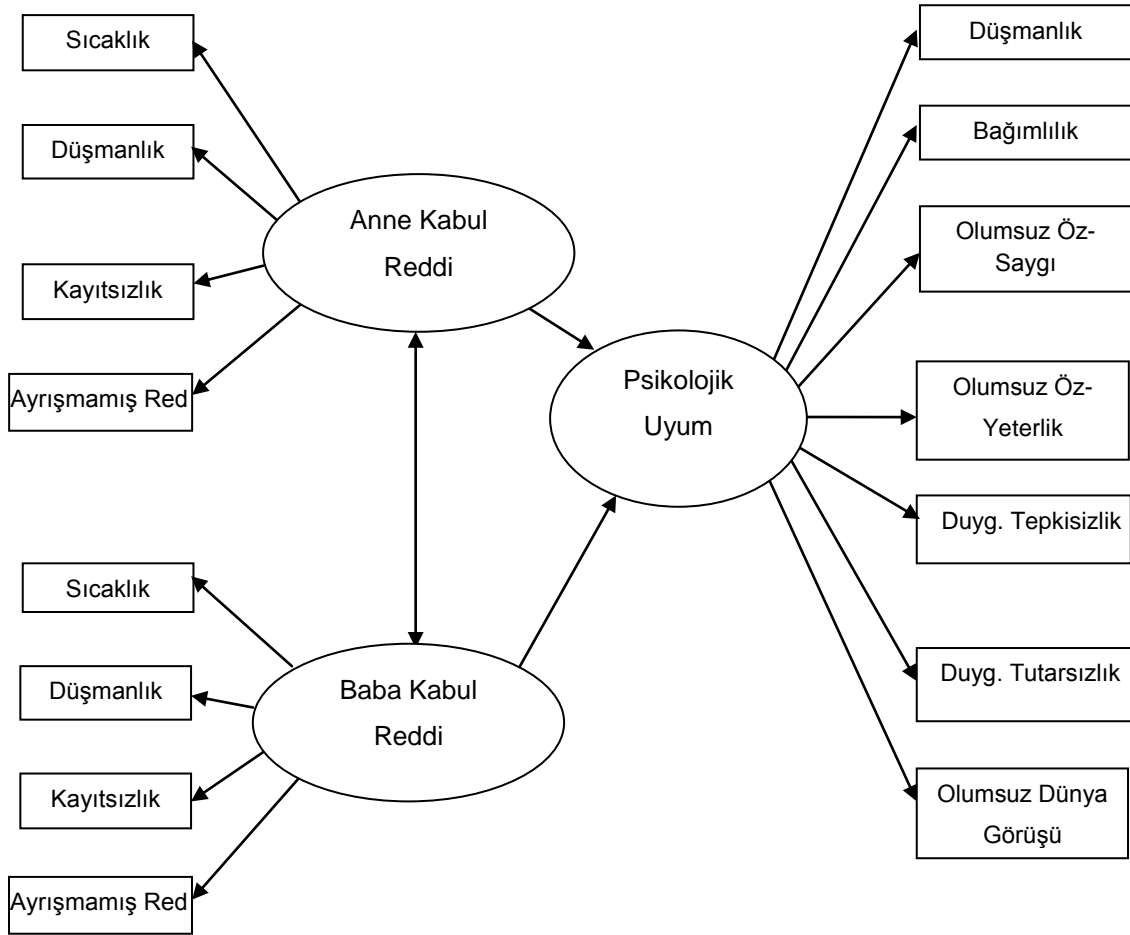 Sıcaklık
Düşmanlık
Kayıtsızlık
Ayrışmamış Red
Anne Kabul
Reddi
Sıcaklık
Düşmanlık
Kayıtsızlık
Ayrışmamış Red
Baba Kabul
Reddi
Psikolojik
Uyum
Düşmanlık
Bağımlılık
Olumsuz Öz-
Saygı
Olumsuz Öz-
Yeterlik
Duyg. Tepkisizlik
Duyg. Tutarsızlık
Olumsuz Dünya
Görüşü